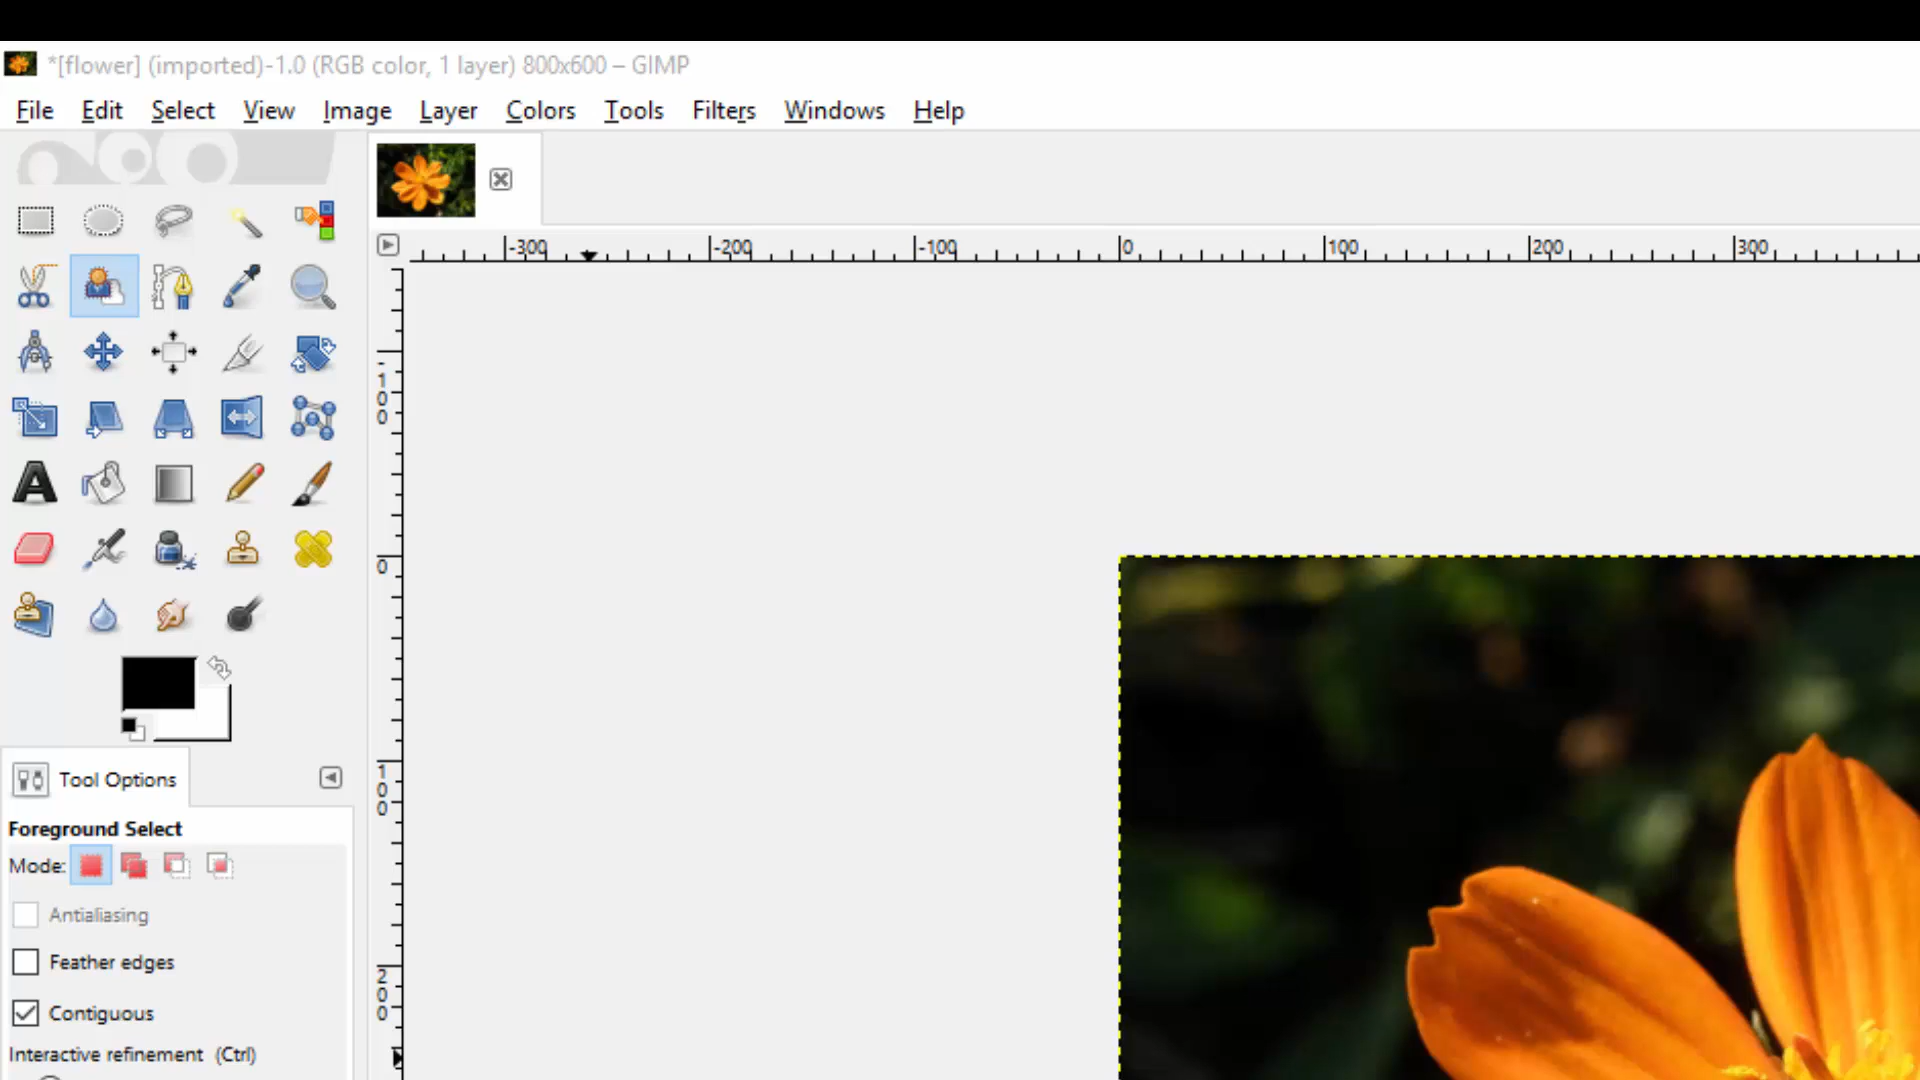 *[flower] (imported)-1.0 (RGB color, 1 layer) 800x600 – GIMP
File Edit Select View Image Layer Colors Tools Filters Windows Help
-300 -200 -100 0 100 200 300
-100
0
100
200
A
Tool Options
Foreground Select
Mode:
Antialiasing
Feather edges
Contiguous
Interactive refinement (Ctrl)